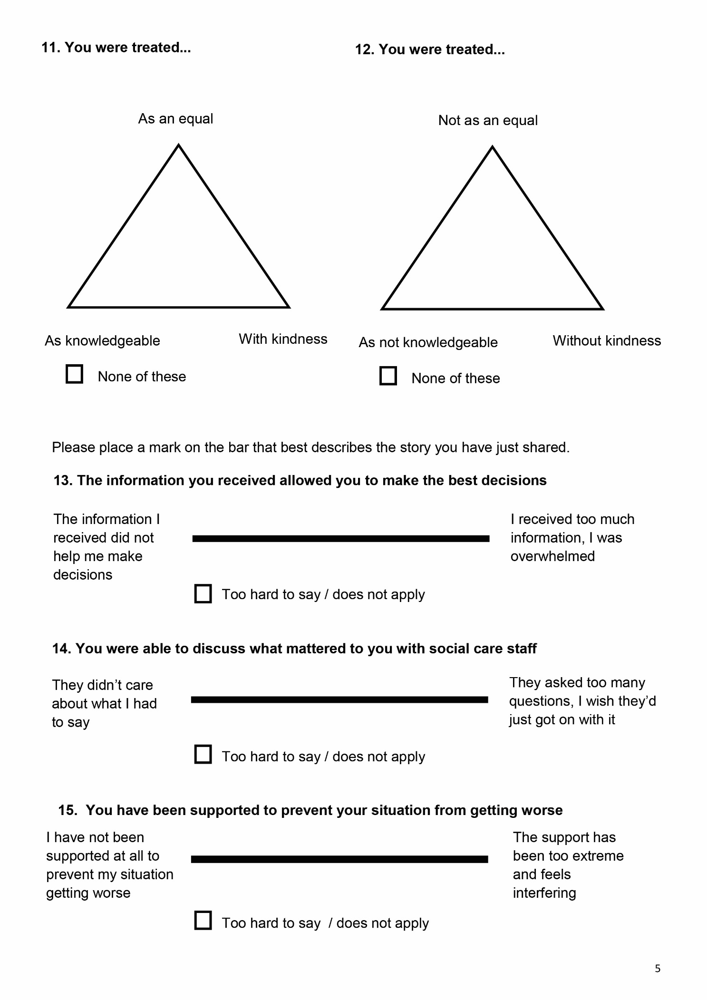 11. You were treated...
12. You were treated...
As an equal
Not as an equal
As knowledgeable
With kindness
As not knowledgeable
Without kindness
None of these
None of these
Please place a mark on the bar that best describes the story you have just shared.
13. The information you received allowed you to make the best decisions
The information I
received did not
help me make
decisions
I received too much
information, I was
overwhelmed
Too hard to say / does not apply
14. You were able to discuss what mattered to you with social care staff
They didn’t care
about what I had
to say
They asked too many
questions, I wish they’d
just got on with it
Too hard to say / does not apply
15.  You have been supported to prevent your situation from getting worse
I have not been
supported at all to
prevent my situation
getting worse
The support has
been too extreme
and feels
interfering
Too hard to say  / does not apply
5